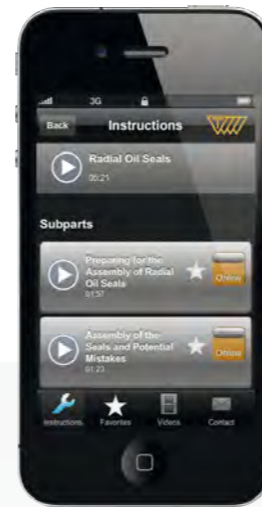 3G
Back
Instructions
Radial Oil Seals
05:21
Subparts
Preparing for the
Assembly of Radial
Oil Seals
01:57
Online
Assembly of the
Seals and Potential
Mistakes
01:23
Online
Instructions
Favorites
Videos
Contact